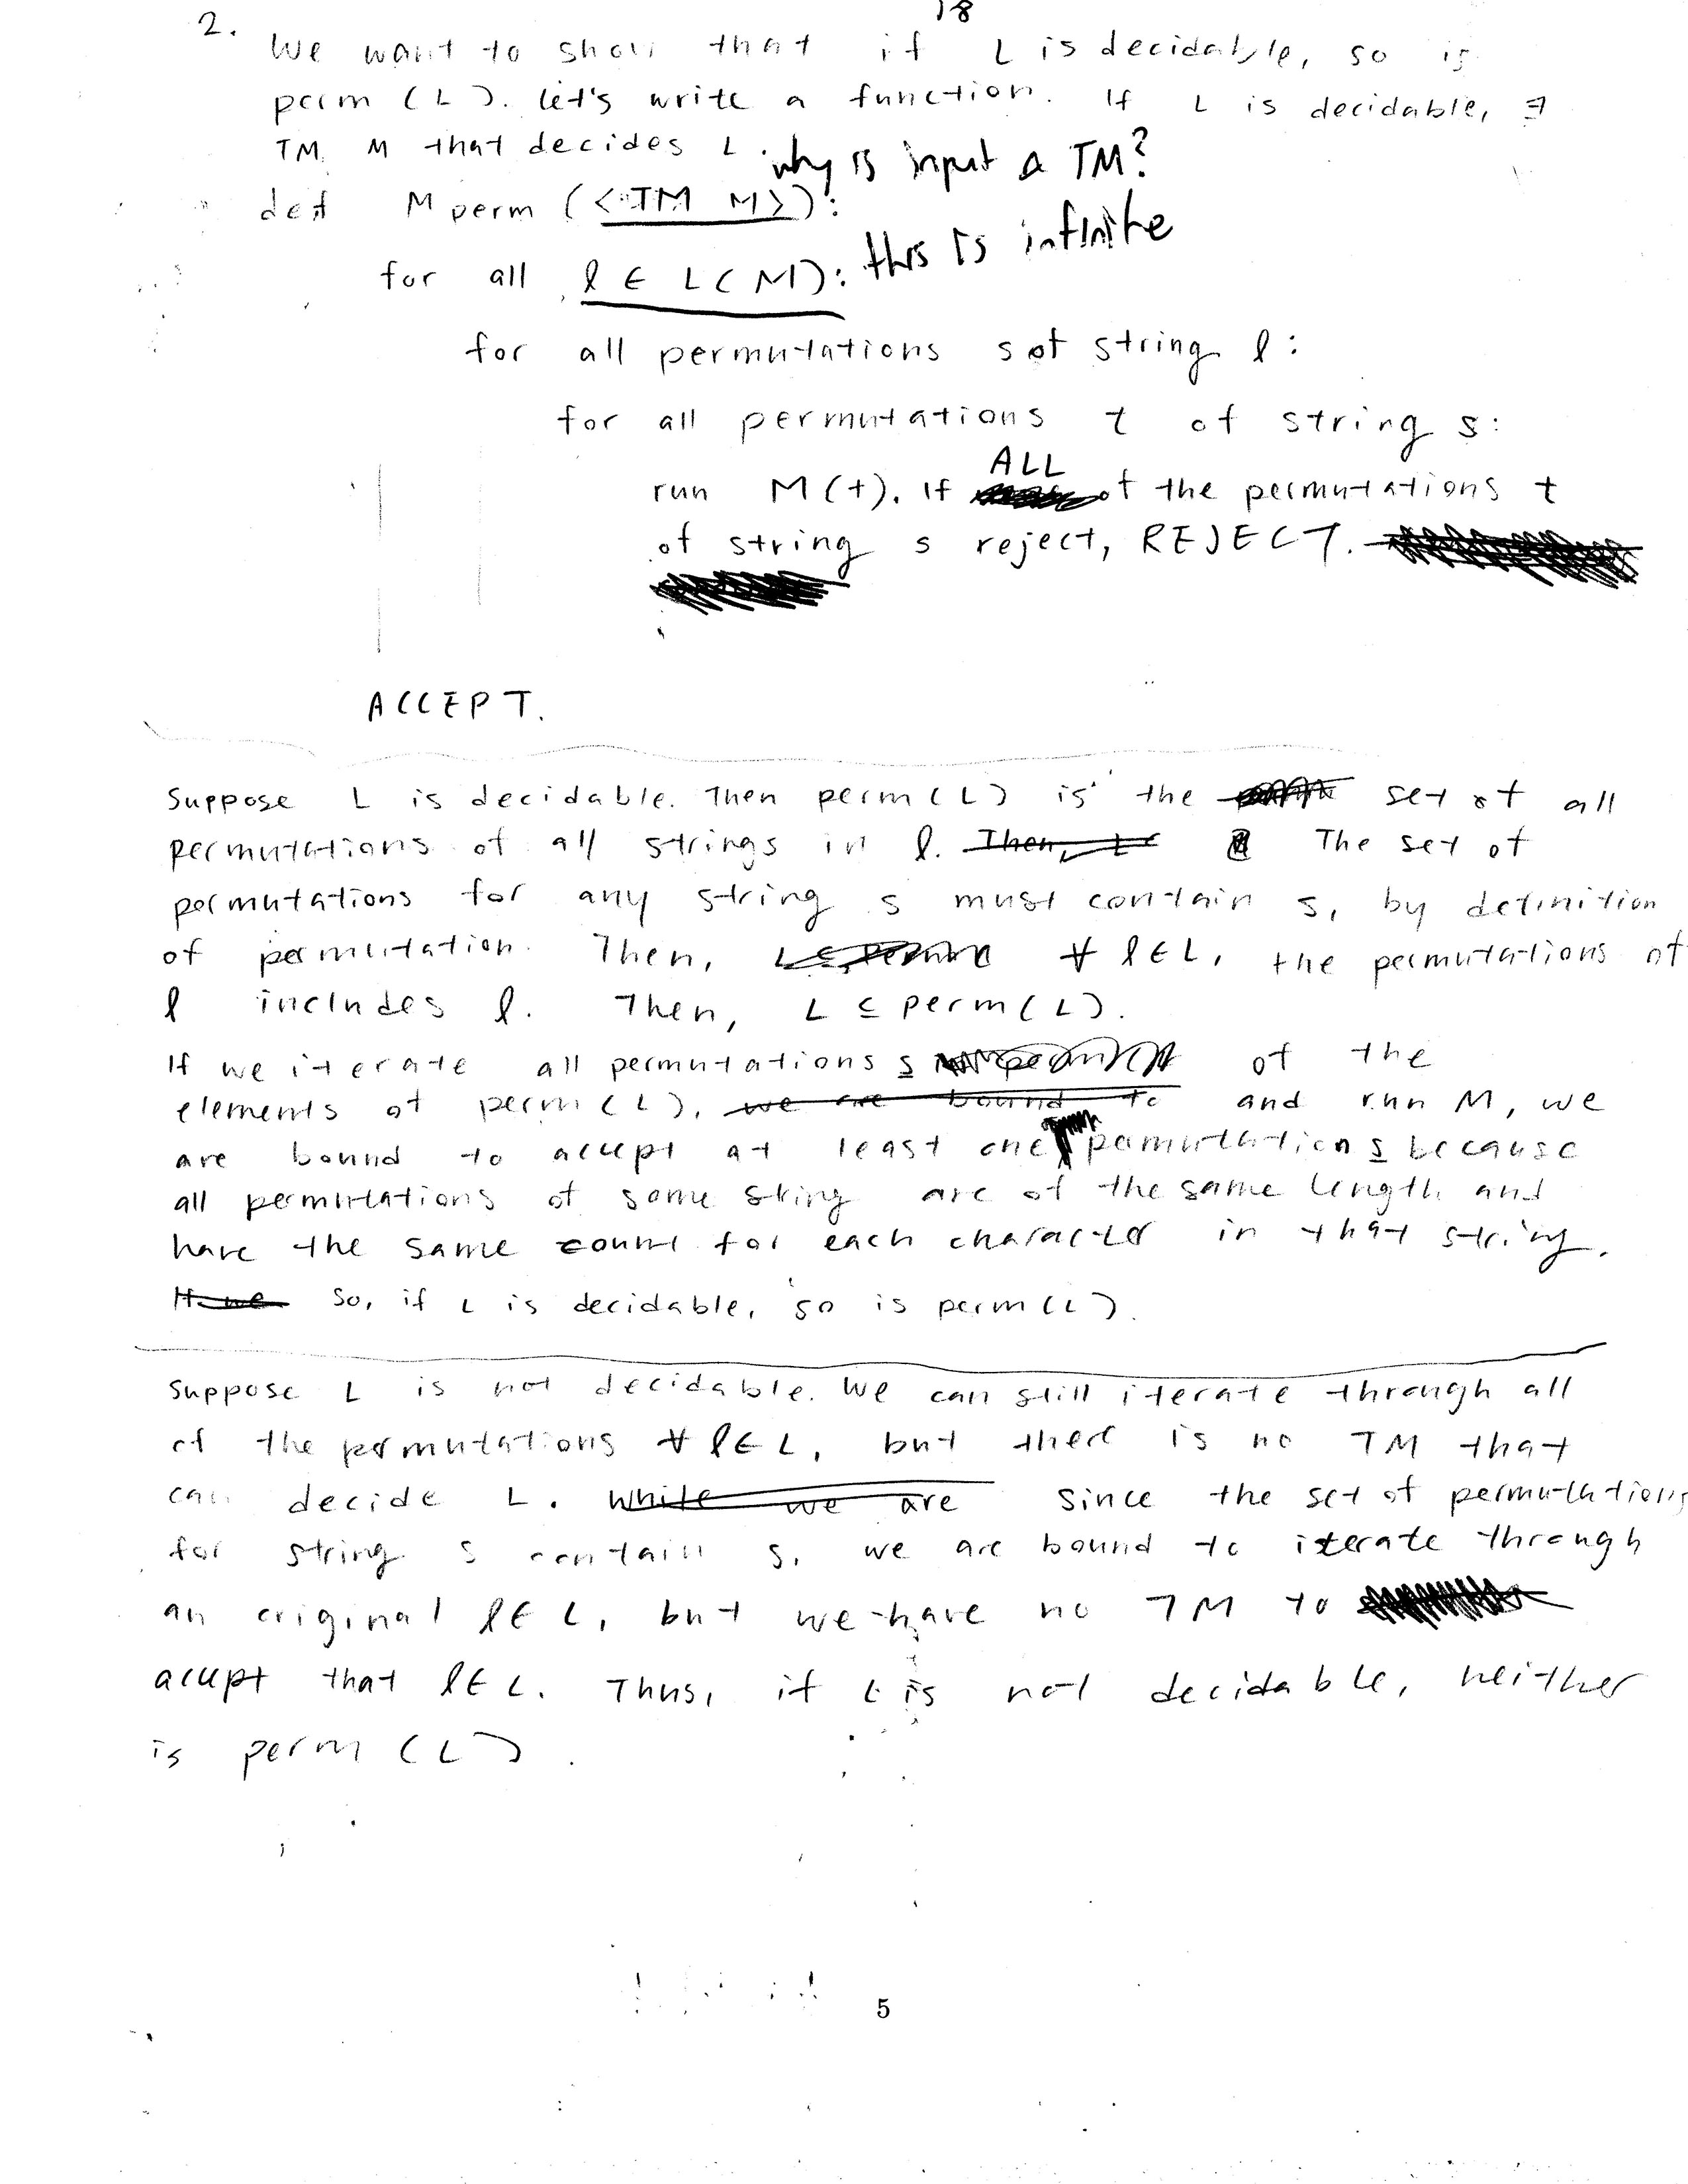 18
2.
We want to show that if L is decidable, so is
perm (L). Let's write a function. If L is decidable, ∃
TM M that decides L.
why is input a TM?
def M perm (<TM M>):
for all l ∈ L(M): this is infinite
for all permutations s of string l:
for all permutations t of string s:
run M(t). If ALL of the permutations t
of string s reject, REJECT.
ACCEPT.
Suppose L is decidable. Then perm(L) is the set of all
permutations of all strings in l. Then, The set of
permutations for any string s must contain s, by definition
of permutation. Then, ∀ l∈L, the permutations of
l includes l. Then, L ⊆ perm(L).
If we iterate all permutations s of the
elements of perm(L), we are bound to and run M, we
are bound to accept at least one permutation s because
all permutations of some string are of the same length and
have the same count for each character in that string.
So, if L is decidable, so is perm(L).
Suppose L is not decidable. We can still iterate through all
of the permutations ∀ l∈L, but there is no TM that
can decide L. While we are Since the set of permutations
for string s contain s, we are bound to iterate through
an original l∈L, but we have no TM to
accept that l∈L. Thus, if L is not decidable, neither
is perm(L).
5